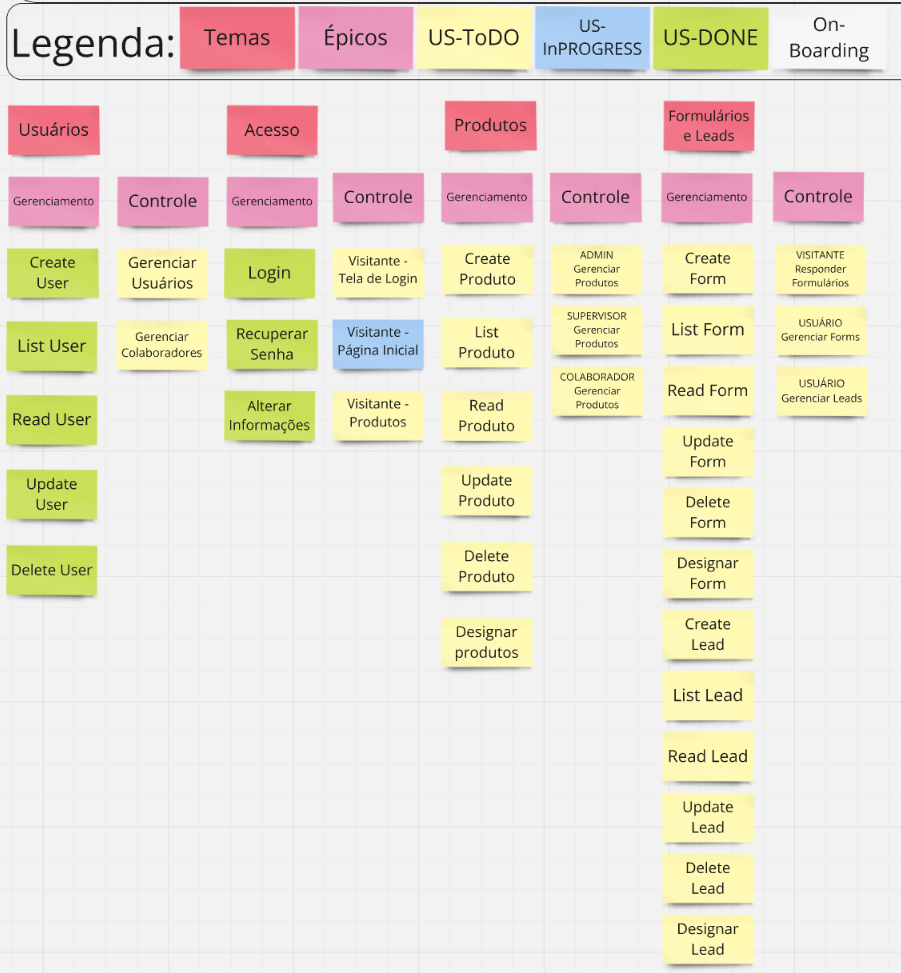 Legenda:
Temas
Épicos
US-ToDO
US-
InPROGRESS
US-DONE
On-
Boarding
Usuários
Gerenciamento
Create
User
List User
Read User
Update
User
Delete User
Controle
Gerenciar
Usuários
Gerenciar
Colaboradores
Acesso
Gerenciamento
Login
Recuperar
Senha
Alterar
Informações
Controle
Visitante -
Tela de Login
Visitante -
Página Inicial
Visitante -
Produtos
Produtos
Gerenciamento
Create
Produto
List
Produto
Read
Produto
Update
Produto
Delete
Produto
Designar
produtos
Controle
ADMIN
Gerenciar
Produtos
SUPERVISOR
Gerenciar
Produtos
COLABORADOR
Gerenciar
Produtos
Formulários
e Leads
Gerenciamento
Create
Form
List Form
Read Form
Update
Form
Delete
Form
Designar
Form
Create
Lead
List Lead
Read Lead
Update
Lead
Delete
Lead
Designar
Lead
Controle
VISITANTE
Responder
Formulários
USUÁRIO
Gerenciar Forms
USUÁRIO
Gerenciar Leads